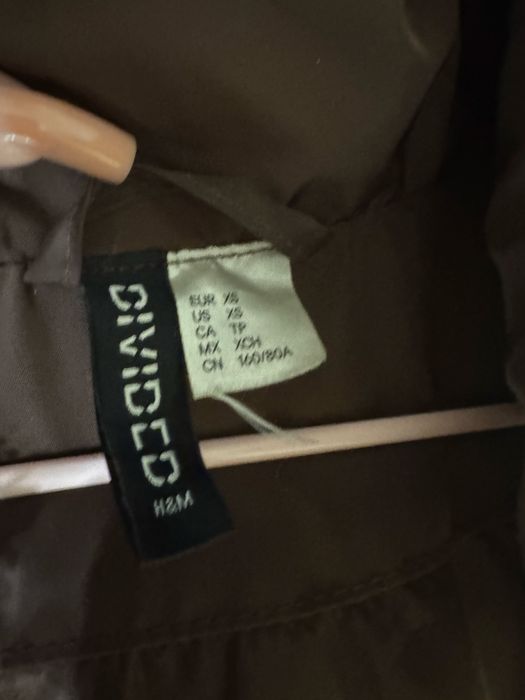 DIVIDED
H&M
EUR XS
US XS
CA TP
MX XCH
CN 160/80A